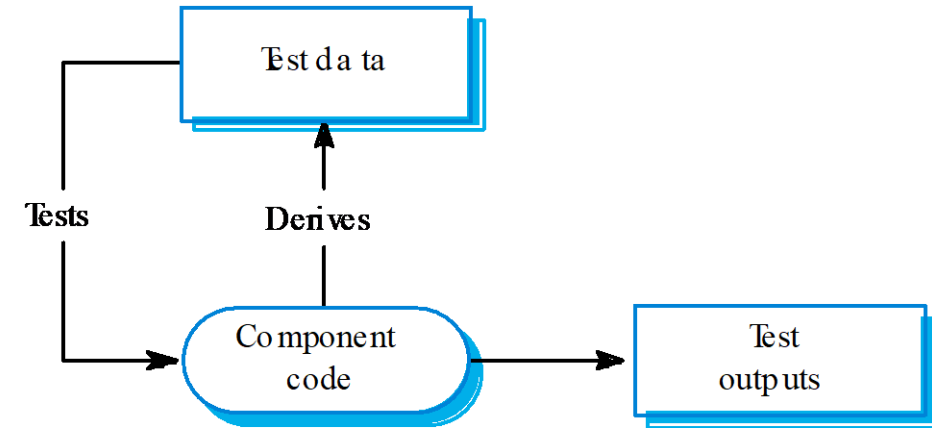 Test data
Tests
Derives
Component
code
Test
outputs